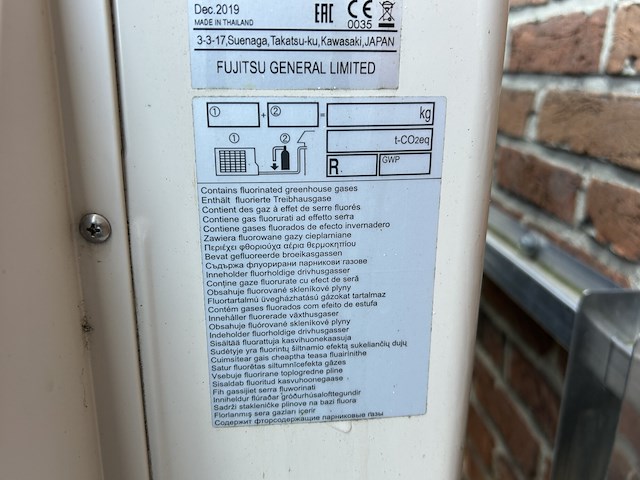 Dec.2019
MADE IN THAILAND
EAC CE
0035
3-3-17,Suenaga,Takatsu-ku,Kawasaki,JAPAN
FUJITSU GENERAL LIMITED
① + ② = kg
① ② t-CO2eq
R GWP
Contains fluorinated greenhouse gases
Enthält fluorierte Treibhausgase
Contient des gaz à effet de serre fluorés
Contiene gas fluorurati ad effetto serra
Contiene gases fluorados de efecto invernadero
Zawiera fluorowane gazy cieplarniane
Περιέχει φθοριούχα αέρια θερμοκηπίου
Bevat gefluoreerde broeikasgassen
Съдържа флуорирани парникови газове
Inneholder fluorholdige drivhusgasser
Conţine gaze fluorurate cu efect de seră
Obsahuje fluorované skleníkové plyny
Fluortartalmú üvegházhatású gázokat tartalmaz
Contém gases fluorados com efeito de estufa
Innehåller fluorerade växthusgaser
Obsahuje fluórované skleníkové plyny
Indeholder fluorholdige drivhusgasser
Sisältää fluorattuja kasvihuonekaasuja
Sudėtyje yra fluorintų šiltnamio efektą sukeliančių dujų
Cuimsítear gais cheaptha teasa fluairínithe
Satur fluorētas siltumnīcefekta gāzes
Vsebuje fluorirane toplogredne pline
Sisaldab fluoritud kasvuhoonegaase
Fih gassijiet serra fluworinati
Inniheldur flúraðar gróðurhúsalofttegundir
Sadrži stakleničke plinove na bazi fluora
Florlanmış sera gazları içerir
Содержит фторсодержащие парниковые газы